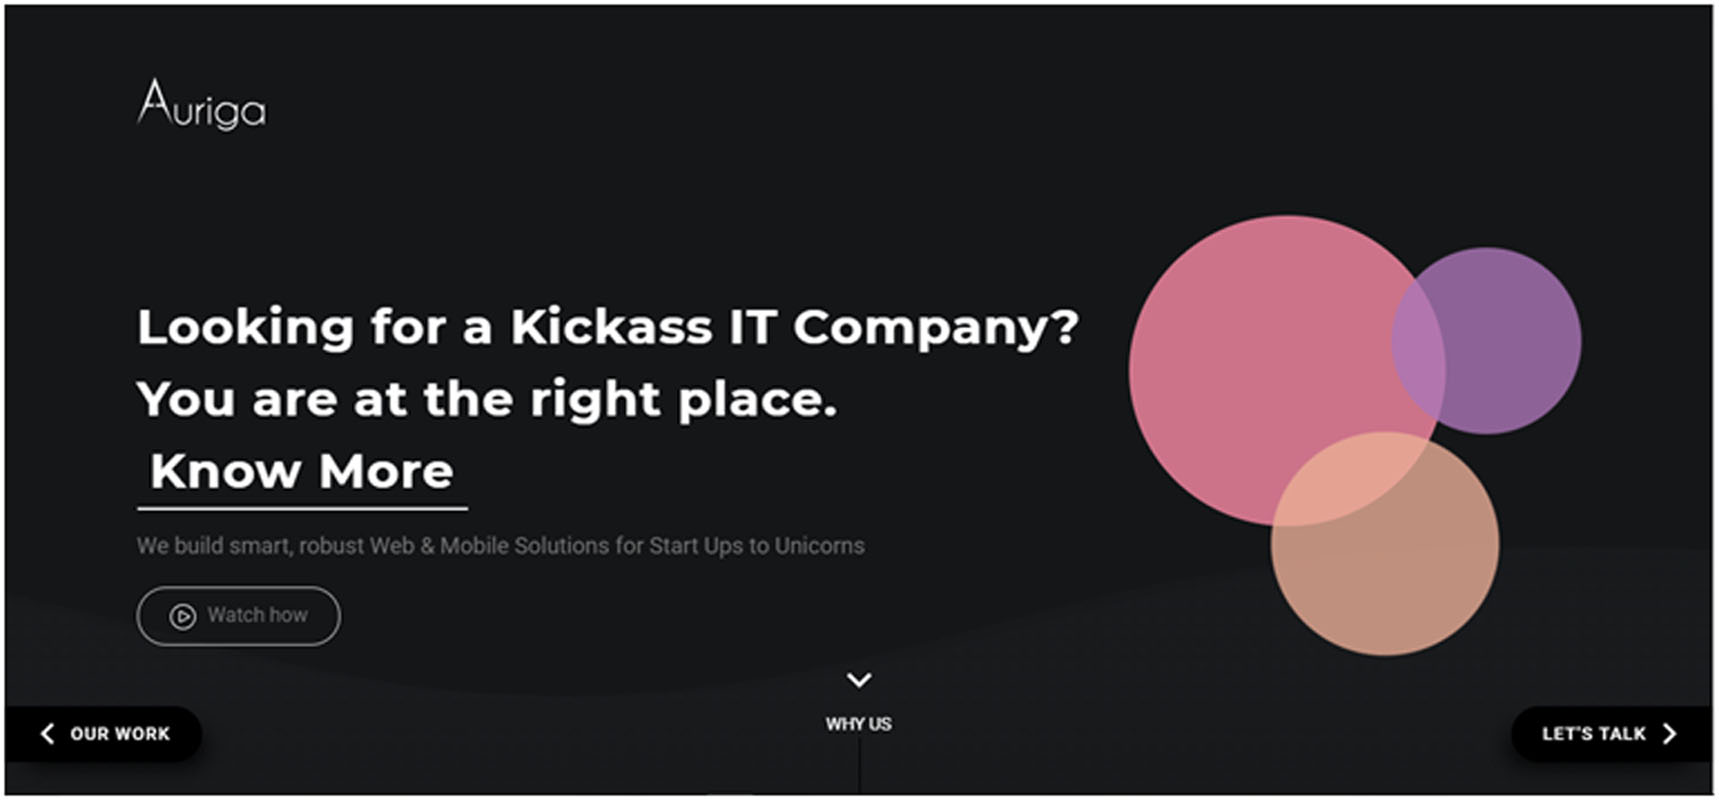 Auriga
Looking for a Kickass IT Company?
You are at the right place.
Know More
We build smart, robust Web & Mobile Solutions for Start Ups to Unicorns
Watch how
WHY US
OUR WORK
LET'S TALK